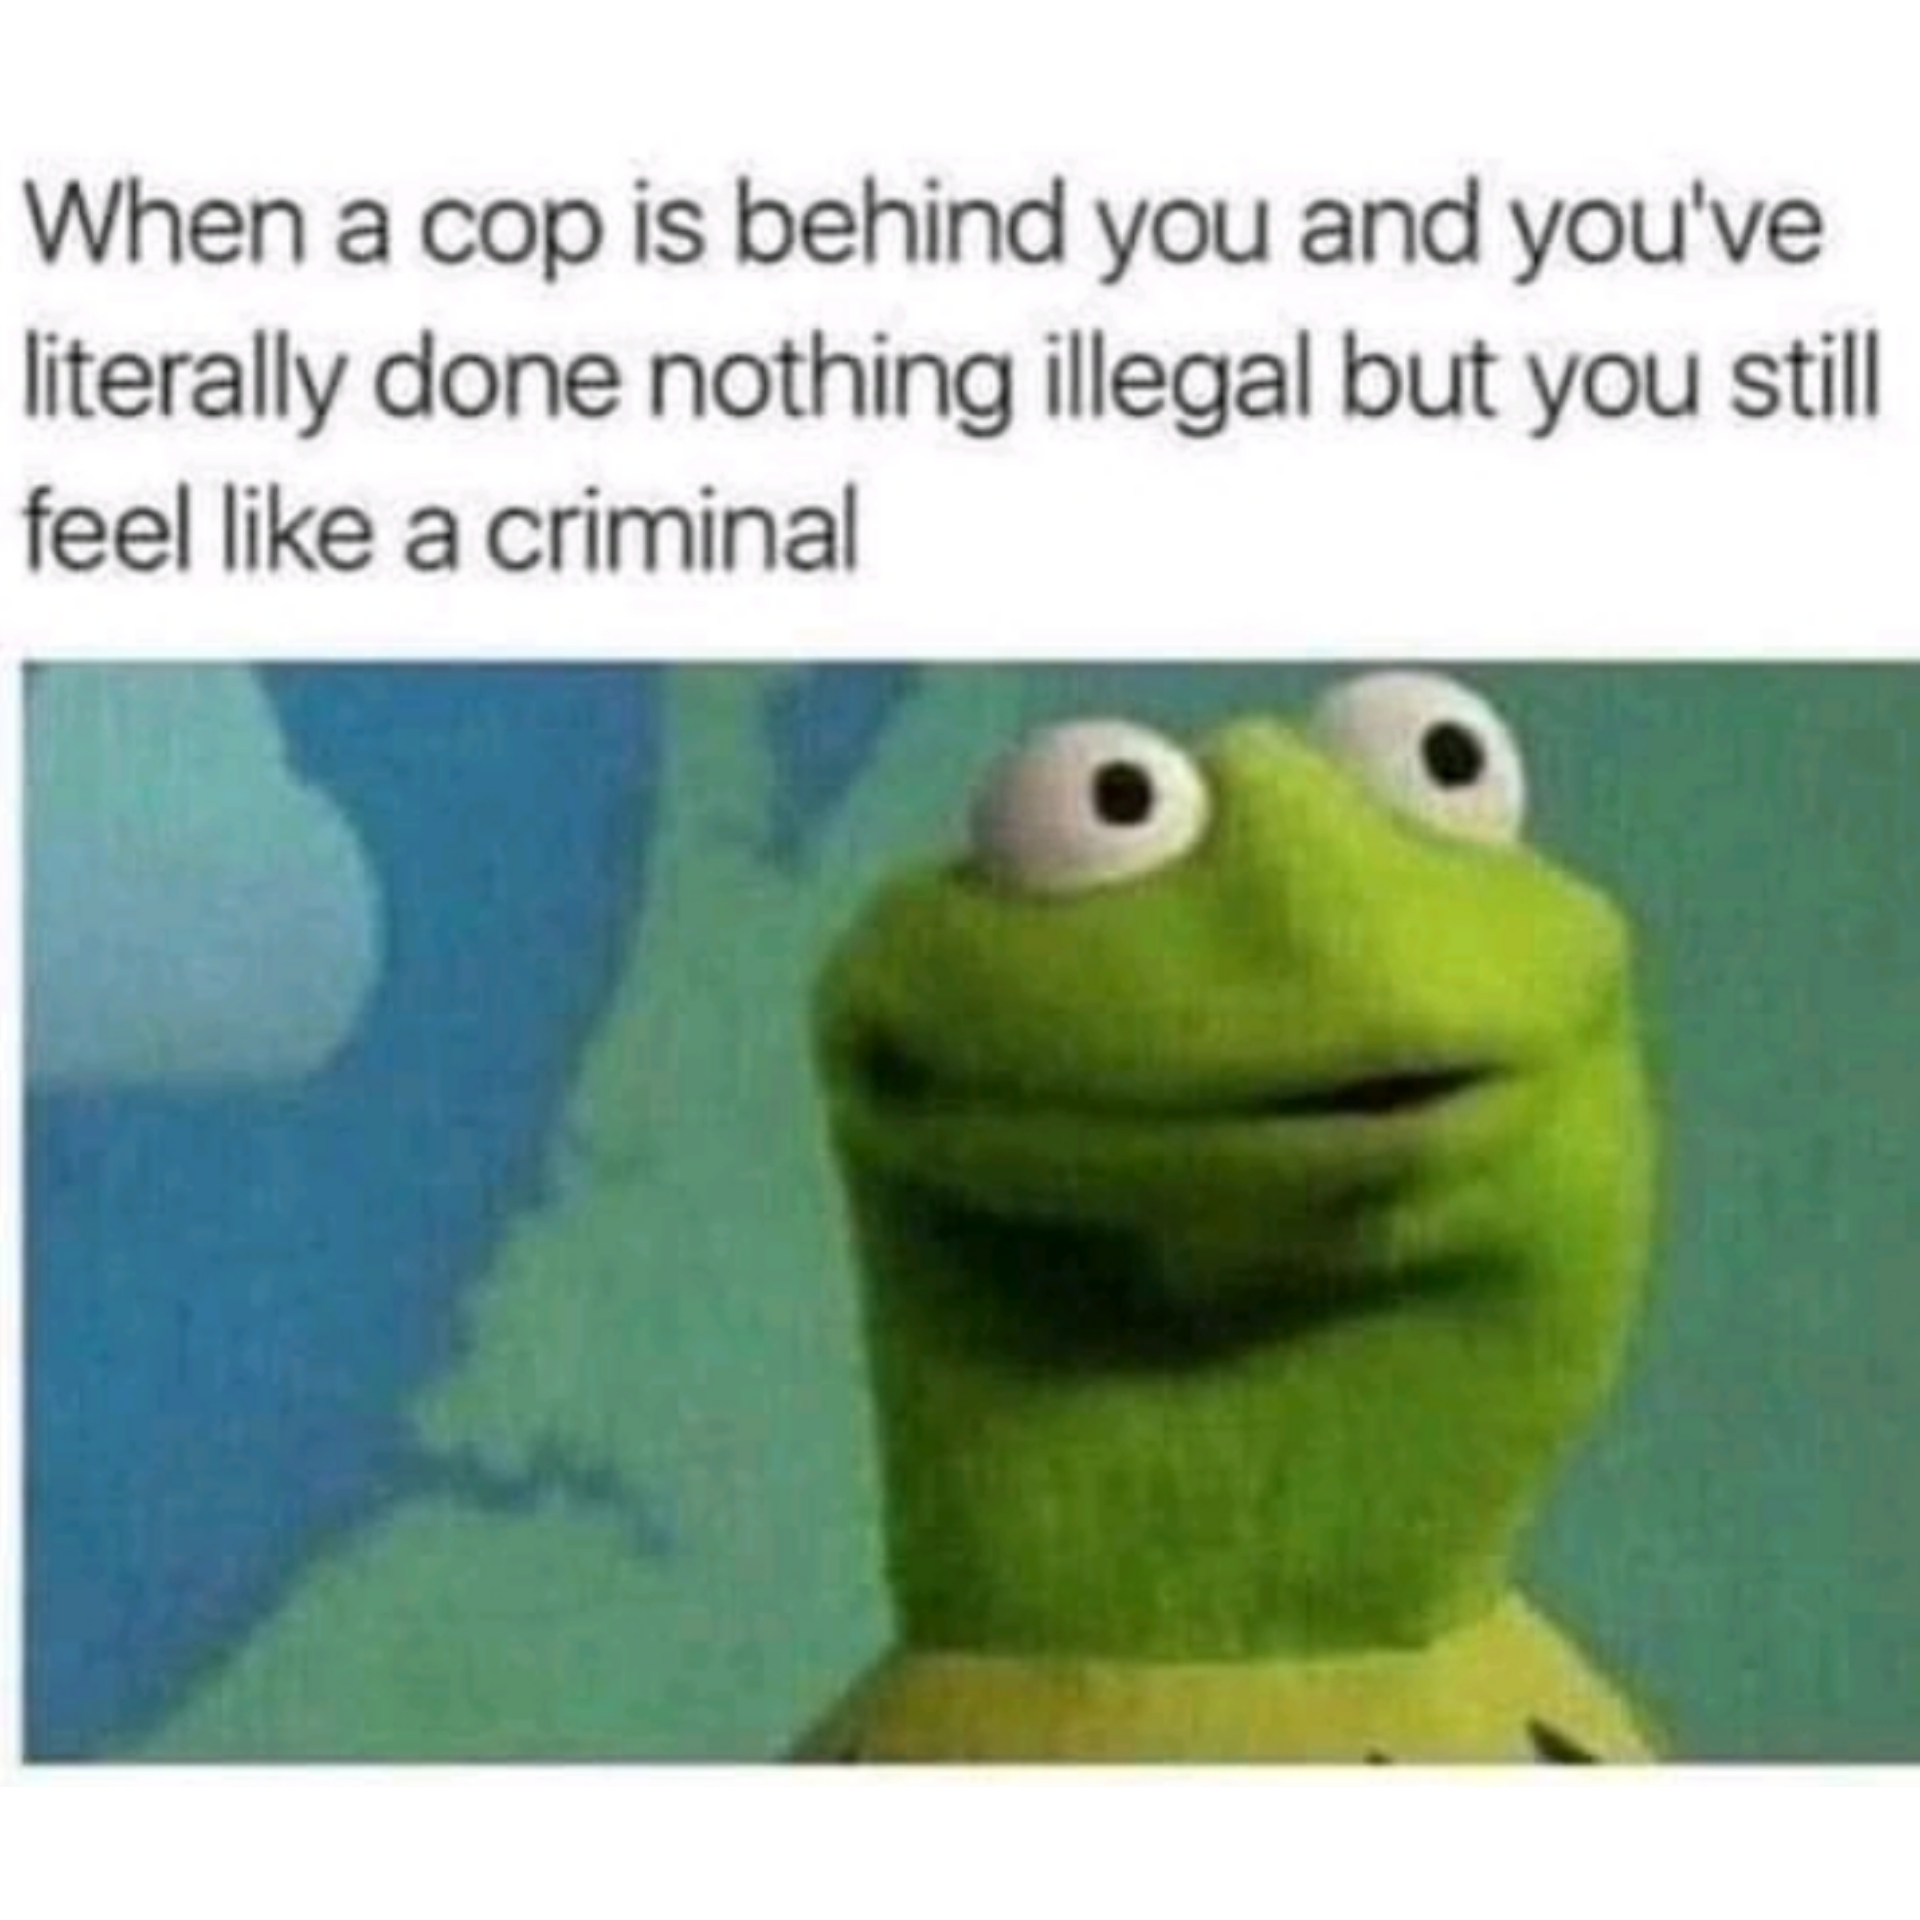 When a cop is behind you and you've
literally done nothing illegal but you still
feel like a criminal